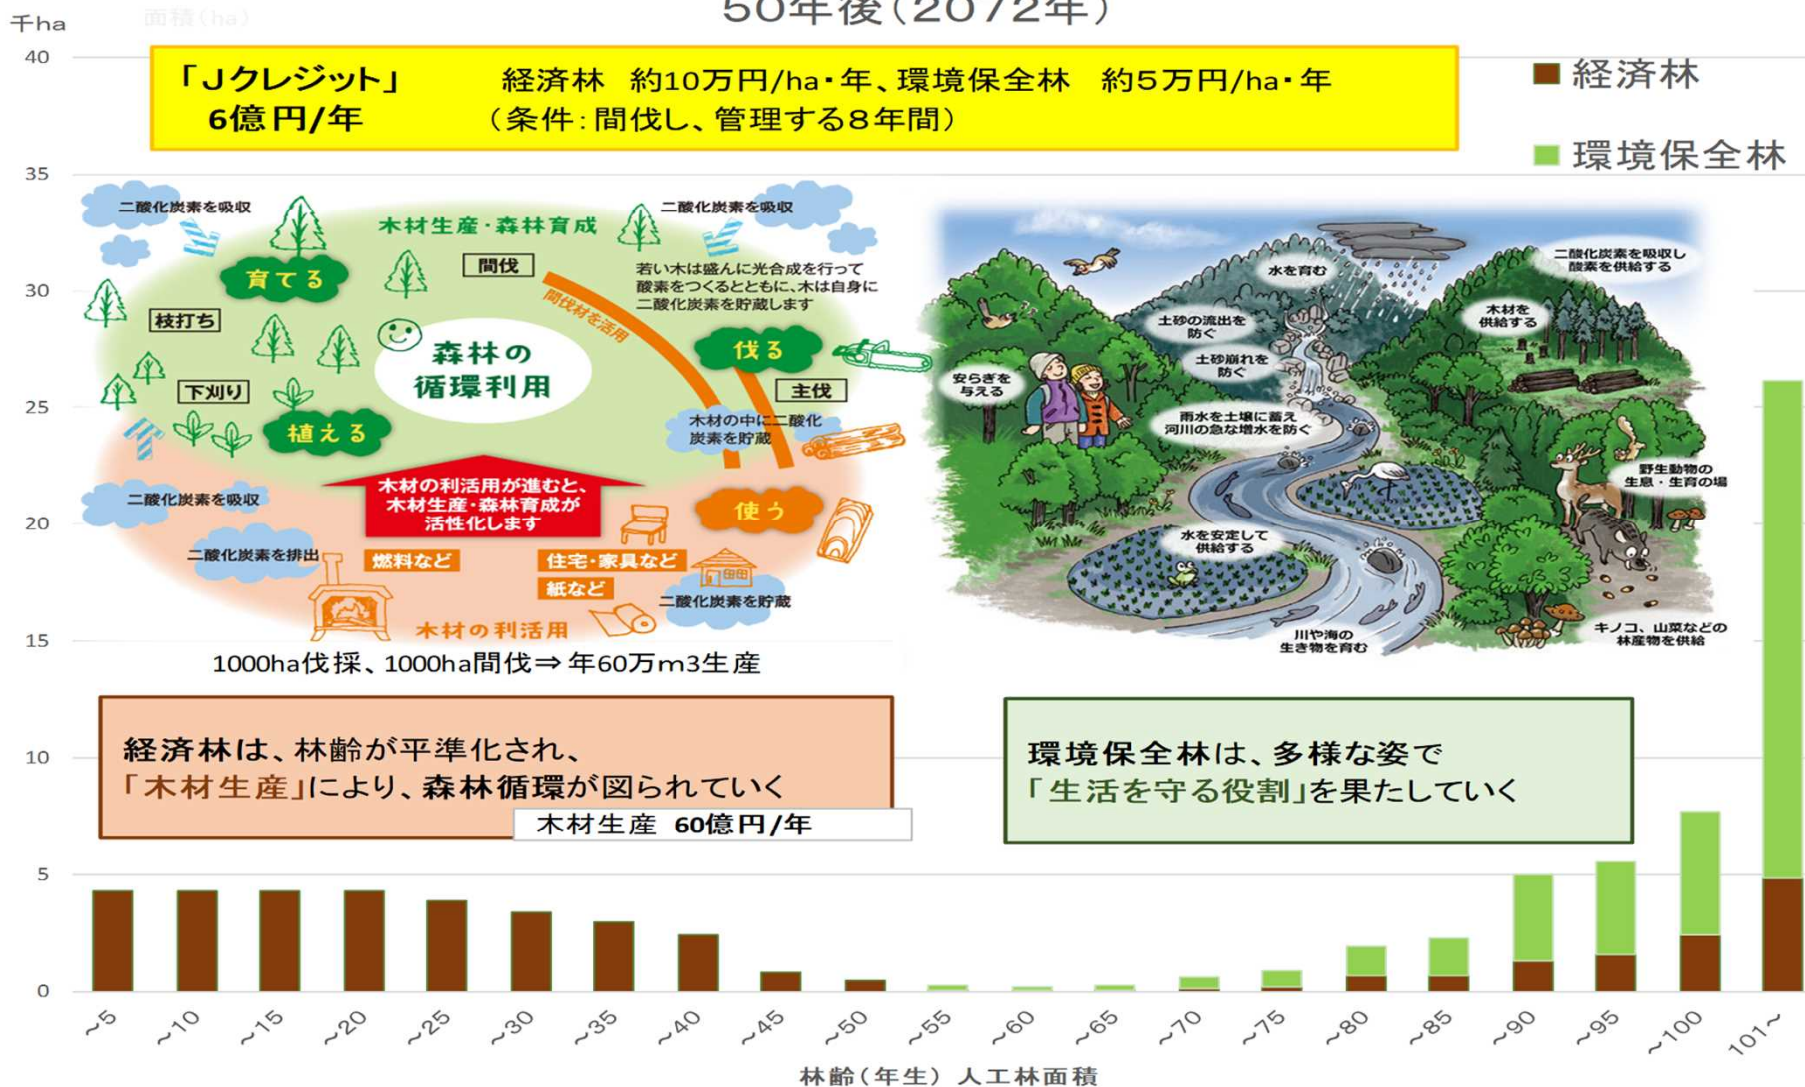 50年後(2072年)
千ha
面積(ha)
40
35
30
25
20
15
10
5
0
「Jクレジット」 経済林 約10万円/ha・年、環境保全林 約5万円/ha・年
6億円/年 (条件:間伐し、管理する8年間)
経済林
環境保全林
二酸化炭素を吸収
木材生産・森林育成
二酸化炭素を吸収
育てる
間伐
若い木は盛んに光合成を行って
酸素をつくるとともに、木は自身に
二酸化炭素を貯蔵します
間伐材を活用
枝打ち
森林の
循環利用
伐る
下刈り
主伐
植える
木材の中に二酸化
炭素を貯蔵
木材の利活用が進むと、
木材生産・森林育成が
活性化します
二酸化炭素を吸収
使う
二酸化炭素を排出
燃料など
住宅・家具など
紙など
二酸化炭素を貯蔵
木材の利活用
1000ha伐採、1000ha間伐⇒年60万m3生産
水を育む
二酸化炭素を吸収し
酸素を供給する
土砂の流出を
防ぐ
木材を
供給する
土砂崩れを
防ぐ
安らぎを
与える
雨水を土壌に蓄え
河川の急な増水を防ぐ
野生動物の
生息・生育の場
水を安定して
供給する
川や海の
生き物を育む
キノコ、山菜などの
林産物を供給
経済林は、林齢が平準化され、
「木材生産」により、森林循環が図られていく
木材生産 60億円/年
環境保全林は、多様な姿で
「生活を守る役割」を果たしていく
~5
~10
~15
~20
~25
~30
~35
~40
~45
~50
~55
~60
~65
~70
~75
~80
~85
~90
~95
~100
101~
林齢(年生) 人工林面積